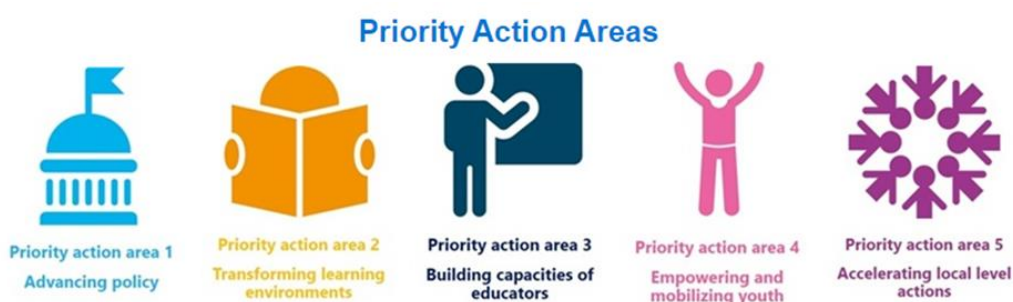 Priority Action Areas
Priority action area 1
Advancing policy
Priority action area 2
Transforming learning
environments
Priority action area 3
Building capacities of
educators
Priority action area 4
Empowering and
mobilizing youth
Priority action area 5
Accelerating local level
actions